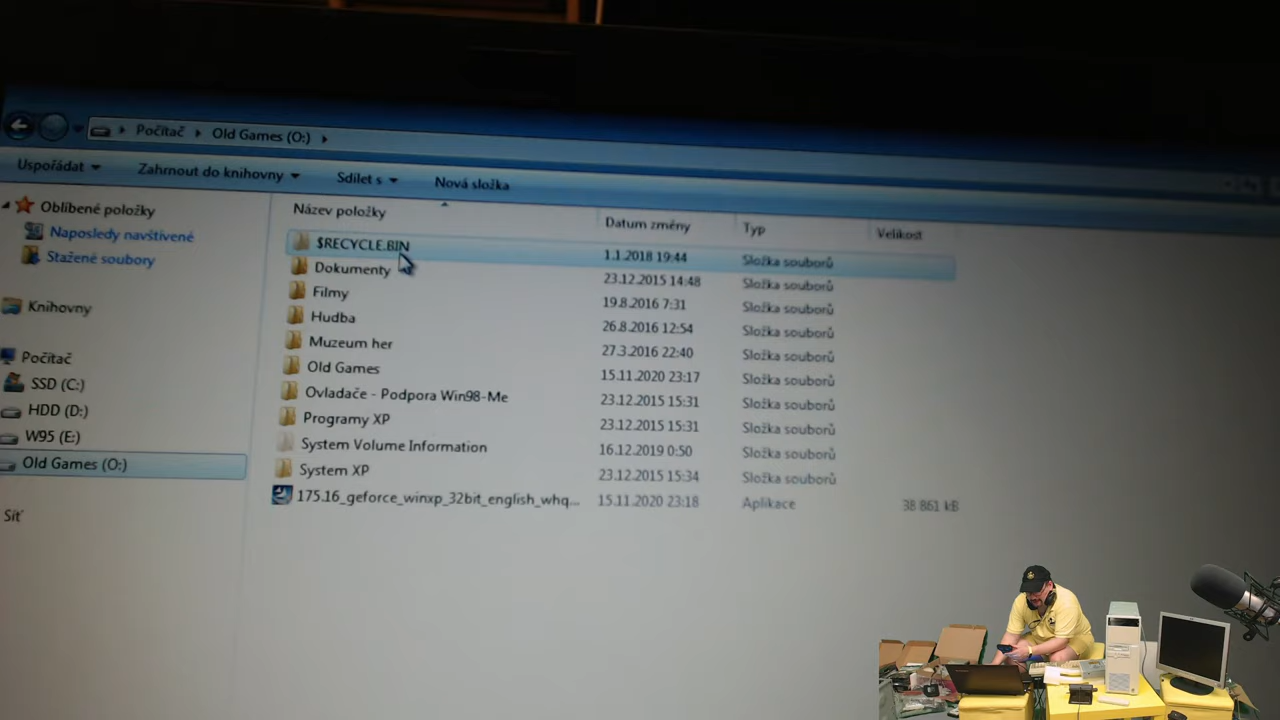 Počítač Old Games (O:)
Uspořádat Zahrnout do knihovny Sdílet s Nová složka
Oblíbené položky
Naposledy navštívené
Stažené soubory
Knihovny
Počítač
SSD (C:)
HDD (D:)
W95 (E:)
Old Games (O:)
Síť
Název položky Datum změny Typ Velikost
$RECYCLE.BIN 1.1.2018 19:44 Složka souborů
Dokumenty 23.12.2015 14:48 Složka souborů
Filmy 19.8.2016 7:31 Složka souborů
Hudba 26.8.2016 12:54 Složka souborů
Muzeum her 27.3.2016 22:40 Složka souborů
Old Games 15.11.2020 23:17 Složka souborů
Ovladače - Podpora Win98-Me 23.12.2015 15:31 Složka souborů
Programy XP 23.12.2015 15:31 Složka souborů
System Volume Information 16.12.2019 0:50 Složka souborů
System XP 23.12.2015 15:34 Složka souborů
175.16_geforce_winxp_32bit_english_whq... 15.11.2020 23:18 Aplikace 38 861 kB